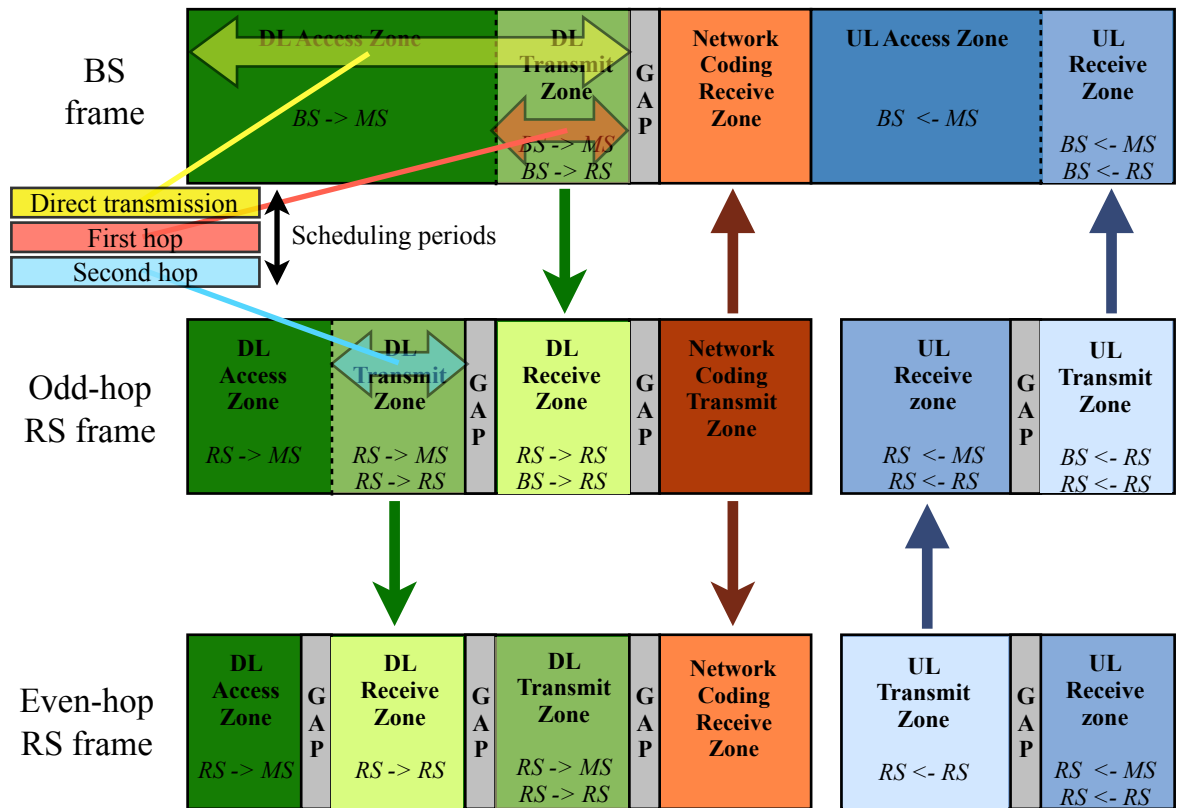 BS
frame
DL Access Zone
BS -> MS
DL
Transmit
Zone
BS -> MS
BS -> RS
G
A
P
Network
Coding
Receive
Zone
UL Access Zone
BS <- MS
UL
Receive
Zone
BS <- MS
BS <- RS
Direct transmission
First hop
Second hop
Scheduling periods
Odd-hop
RS frame
DL
Access
Zone
RS -> MS
DL
Transmit
Zone
RS -> MS
RS -> RS
G
A
P
DL
Receive
Zone
RS -> RS
BS -> RS
G
A
P
Network
Coding
Transmit
Zone
UL
Receive
zone
RS <- MS
RS <- RS
G
A
P
UL
Transmit
Zone
BS <- RS
RS <- RS
Even-hop
RS frame
DL
Access
Zone
RS -> MS
G
A
P
DL
Receive
Zone
RS -> RS
G
A
P
DL
Transmit
Zone
RS -> MS
RS -> RS
G
A
P
Network
Coding
Receive
Zone
UL
Transmit
Zone
RS <- RS
G
A
P
UL
Receive
zone
RS <- MS
RS <- RS